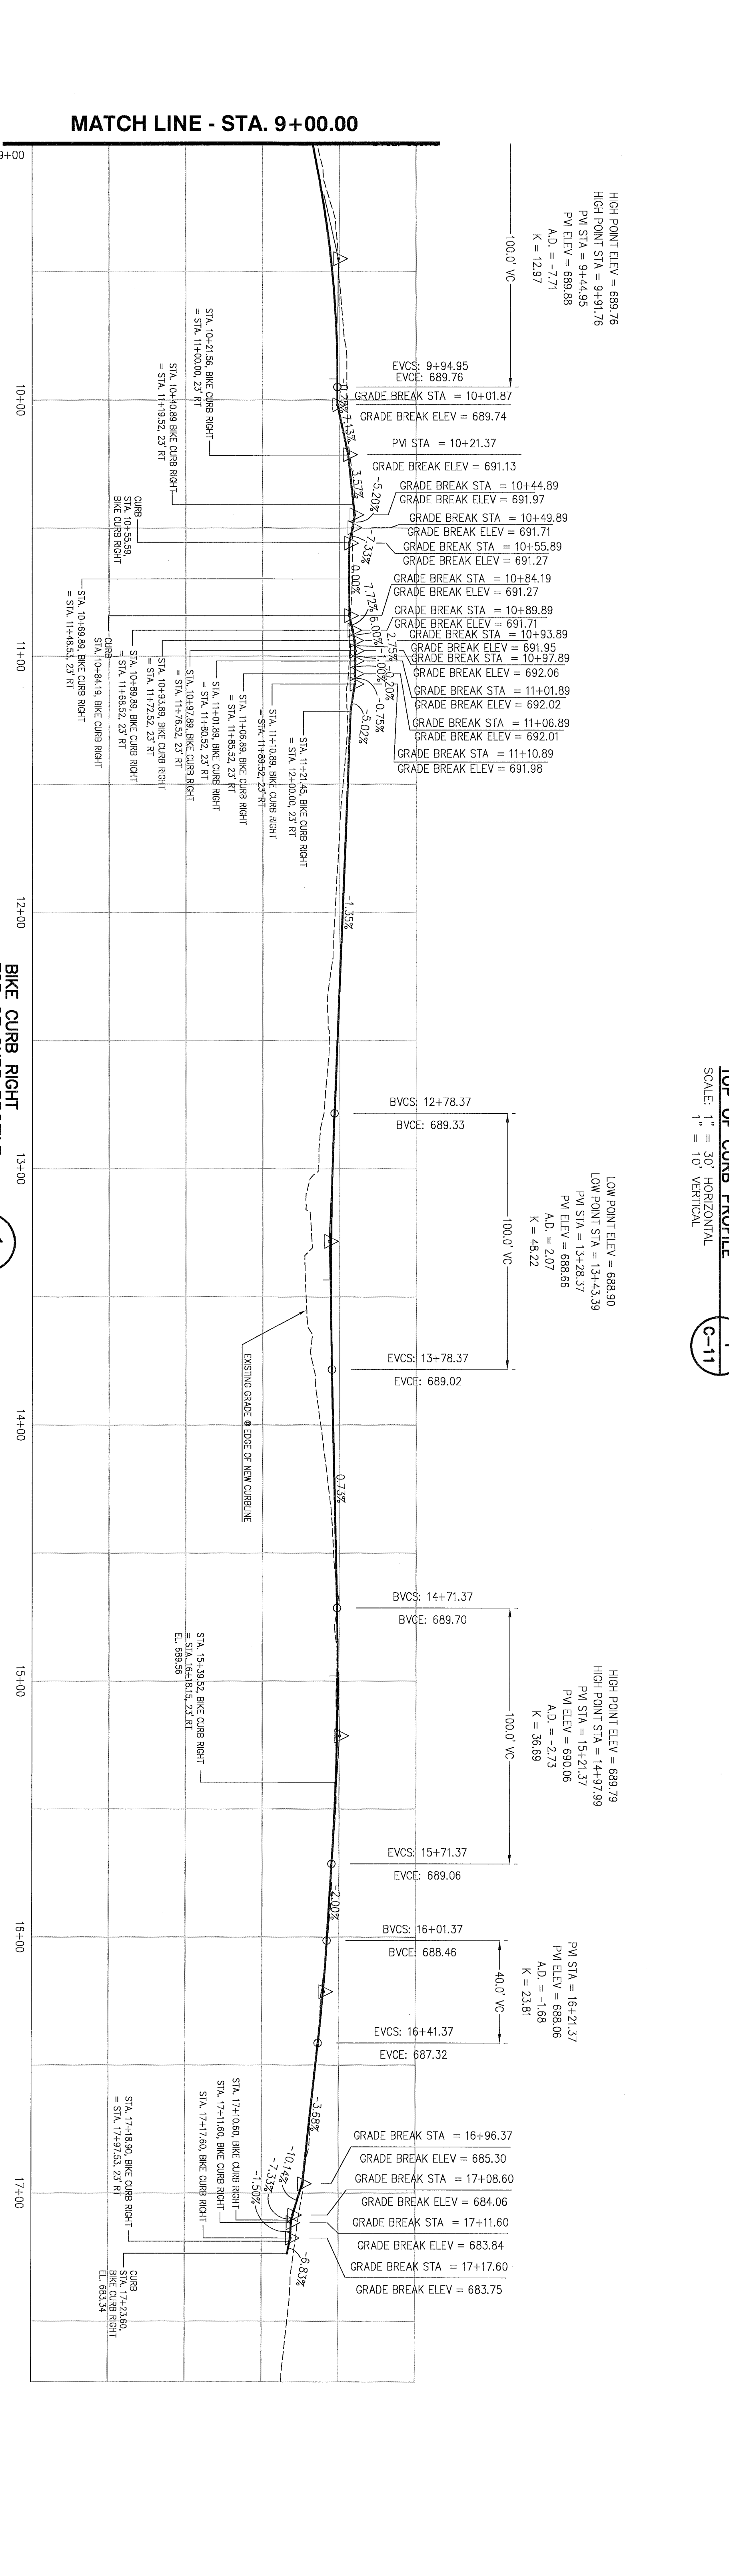 MATCH LINE - STA. 9+00.00
9+00
HIGH POINT ELEV = 689.76
HIGH POINT STA = 9+91.76
PVI STA = 9+44.95
PVI ELEV = 689.88
A.D. = -7.71
K = 12.97
100.0' VC
EVCS: 9+94.95
EVCE: 689.76
GRADE BREAK STA = 10+01.87
GRADE BREAK ELEV = 689.74
PVI STA = 10+21.37
GRADE BREAK ELEV = 691.13
GRADE BREAK STA = 10+44.89
GRADE BREAK ELEV = 691.97
GRADE BREAK STA = 10+49.89
GRADE BREAK ELEV = 691.71
GRADE BREAK STA = 10+55.89
GRADE BREAK ELEV = 691.27
GRADE BREAK STA = 10+84.19
GRADE BREAK ELEV = 691.27
GRADE BREAK STA = 10+89.89
GRADE BREAK ELEV = 691.71
GRADE BREAK STA = 10+93.89
GRADE BREAK ELEV = 691.95
GRADE BREAK STA = 10+97.89
GRADE BREAK ELEV = 692.06
GRADE BREAK STA = 11+01.89
GRADE BREAK ELEV = 692.02
GRADE BREAK STA = 11+06.89
GRADE BREAK ELEV = 692.01
GRADE BREAK STA = 11+10.89
GRADE BREAK ELEV = 691.98
7.13%
3.57%
-5.20%
-7.33%
0.00%
7.72%
6.00%
2.75%
-1.00%
-0.20%
-0.75%
-5.02%
-1.35%
10+00
STA. 10+21.56, BIKE CURB RIGHT
= STA. 11+00.00, 23' RT
STA. 10+40.89 BIKE CURB RIGHT
= STA. 11+19.52, 23' RT
CURB
STA. 10+55.59,
BIKE CURB RIGHT
STA. 10+69.89, BIKE CURB RIGHT
= STA. 11+48.53, 23' RT
CURB
STA. 10+84.19, BIKE CURB RIGHT
STA. 10+89.89, BIKE CURB RIGHT
= STA. 11+68.52, 23' RT
STA. 10+93.89, BIKE CURB RIGHT
= STA. 11+72.52, 23' RT
STA. 10+97.89, BIKE CURB RIGHT
= STA. 11+76.52, 23' RT
STA. 11+01.89, BIKE CURB RIGHT
= STA. 11+80.52, 23' RT
STA. 11+06.89, BIKE CURB RIGHT
= STA. 11+85.52, 23' RT
STA. 11+10.89, BIKE CURB RIGHT
= STA. 11+89.52, 23' RT
STA. 11+21.45, BIKE CURB RIGHT
= STA. 12+00.00, 23' RT
11+00
12+00
BIKE CURB RIGHT
TOP OF CURB PROFILE
SCALE: 1" = 30' HORIZONTAL
1" = 10' VERTICAL
C-11
BVCS: 12+78.37
BVCE: 689.33
13+00
LOW POINT ELEV = 688.90
LOW POINT STA = 13+43.39
PVI STA = 13+28.37
PVI ELEV = 688.66
A.D. = 2.07
K = 48.22
100.0' VC
EVCS: 13+78.37
EVCE: 689.02
EXISTING GRADE @ EDGE OF NEW CURBLINE
14+00
0.73%
BVCS: 14+71.37
BVCE: 689.70
15+00
HIGH POINT ELEV = 689.79
HIGH POINT STA = 14+97.99
PVI STA = 15+21.37
PVI ELEV = 690.06
A.D. = -2.73
K = 36.69
100.0' VC
STA. 15+39.52, BIKE CURB RIGHT
= STA. 16+18.15, 23' RT
EL. 689.56
EVCS: 15+71.37
EVCE: 689.06
-2.00%
16+00
BVCS: 16+01.37
BVCE: 688.46
PVI STA = 16+21.37
PVI ELEV = 688.06
A.D. = -1.68
K = 23.81
40.0' VC
EVCS: 16+41.37
EVCE: 687.32
-3.68%
GRADE BREAK STA = 16+96.37
GRADE BREAK ELEV = 685.30
GRADE BREAK STA = 17+08.60
GRADE BREAK ELEV = 684.06
GRADE BREAK STA = 17+11.60
GRADE BREAK ELEV = 683.84
GRADE BREAK STA = 17+17.60
GRADE BREAK ELEV = 683.75
-10.14%
-7.33%
-1.50%
-6.83%
17+00
STA. 17+10.60, BIKE CURB RIGHT
STA. 17+11.60, BIKE CURB RIGHT
STA. 17+17.60, BIKE CURB RIGHT
STA. 17+18.90, BIKE CURB RIGHT
= STA. 17+97.53, 23' RT
CURB
STA. 17+23.60,
BIKE CURB RIGHT
EL. 683.34